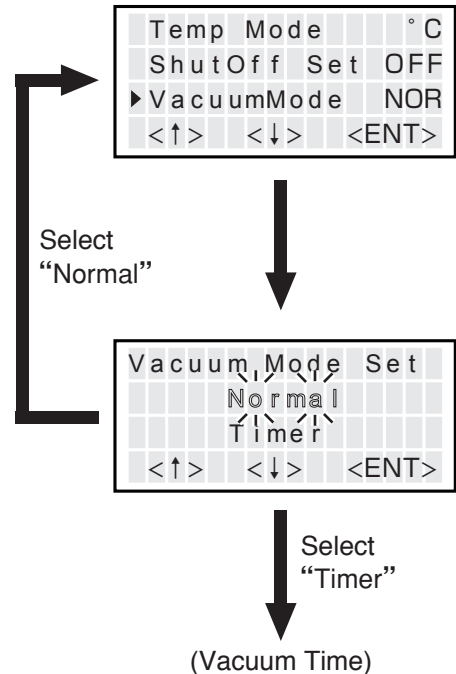 Temp Mode °C
ShutOff Set OFF
▶VacuumMode NOR
<↑> <↓> <ENT>
Select
“Normal”
Vacuum Mode Set
Normal
Timer
<↑> <↓> <ENT>
Select
“Timer”
(Vacuum Time)